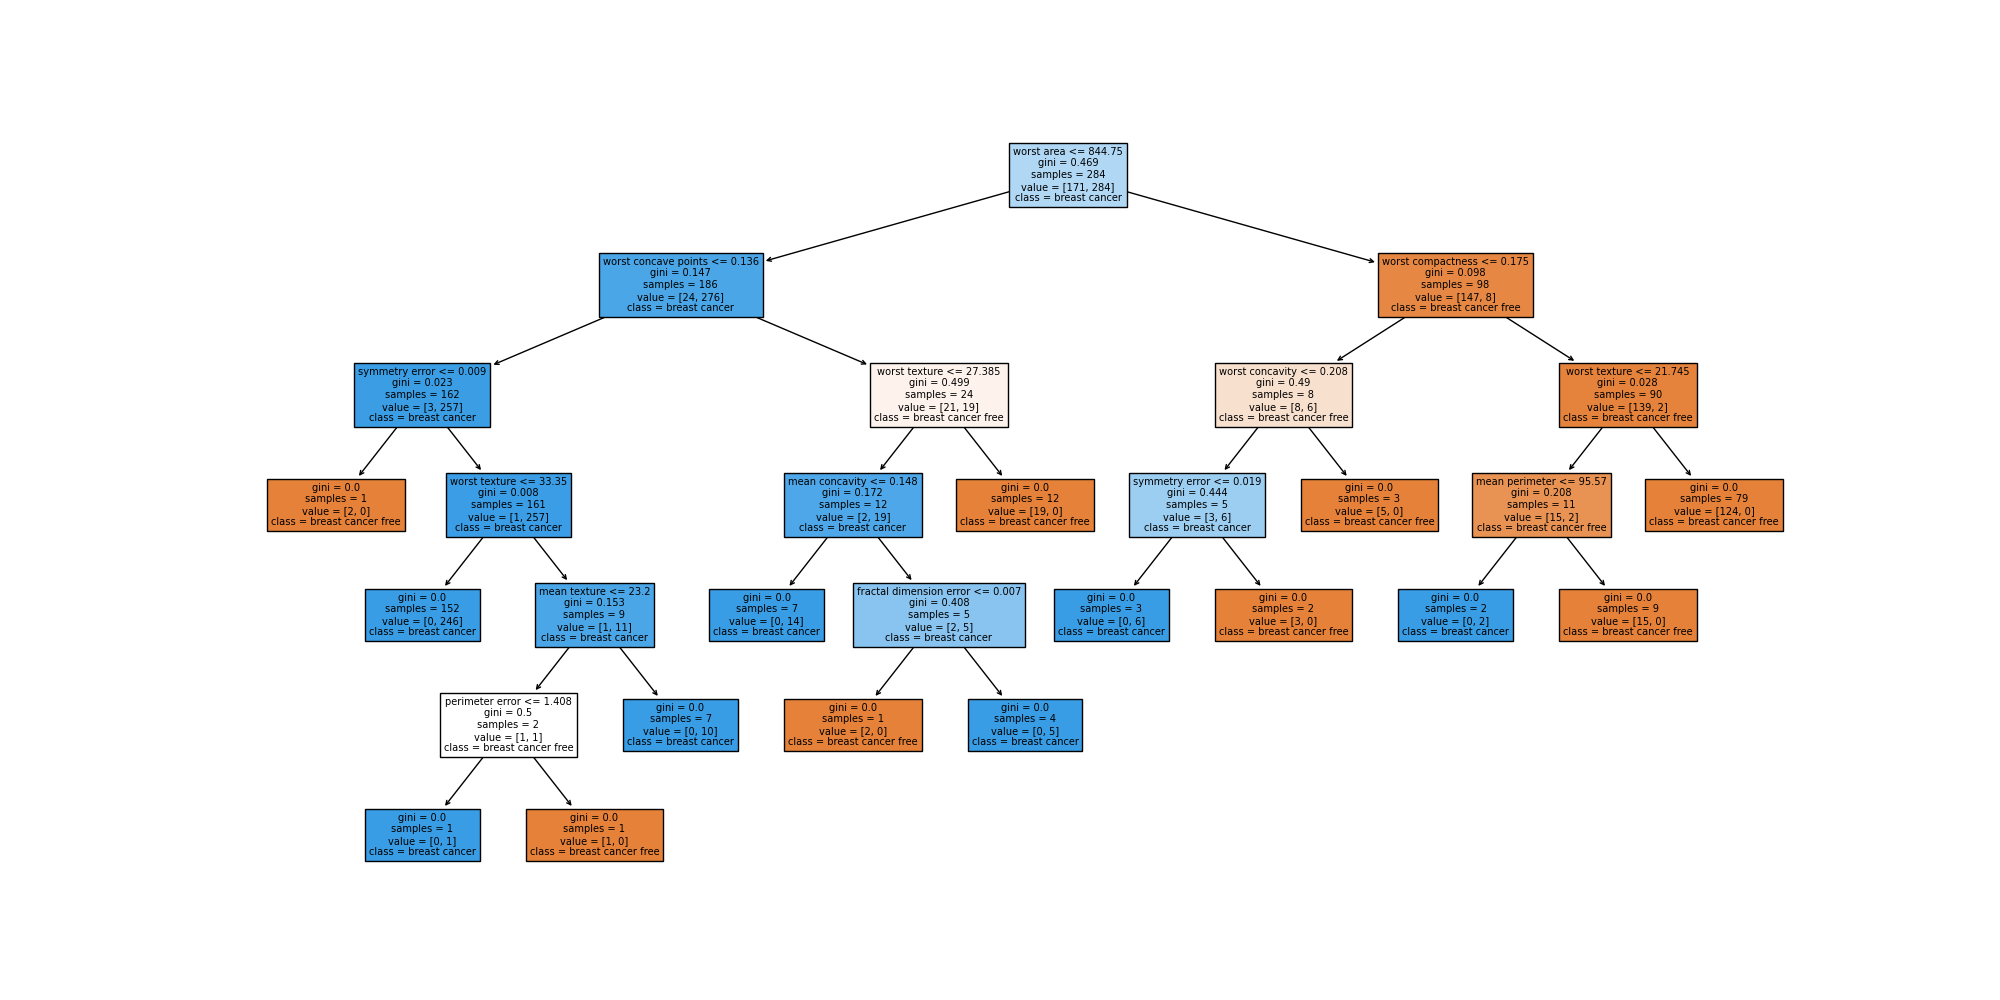 worst area <= 844.75
gini = 0.469
samples = 284
value = [171, 284]
class = breast cancer
worst concave points <= 0.136
gini = 0.147
samples = 186
value = [24, 276]
class = breast cancer
worst compactness <= 0.175
gini = 0.098
samples = 98
value = [147, 8]
class = breast cancer free
symmetry error <= 0.009
gini = 0.023
samples = 162
value = [3, 257]
class = breast cancer
worst texture <= 27.385
gini = 0.499
samples = 24
value = [21, 19]
class = breast cancer free
worst concavity <= 0.208
gini = 0.49
samples = 8
value = [8, 6]
class = breast cancer free
worst texture <= 21.745
gini = 0.028
samples = 90
value = [139, 2]
class = breast cancer free
gini = 0.0
samples = 1
value = [2, 0]
class = breast cancer free
worst texture <= 33.35
gini = 0.008
samples = 161
value = [1, 257]
class = breast cancer
mean concavity <= 0.148
gini = 0.172
samples = 12
value = [2, 19]
class = breast cancer
gini = 0.0
samples = 12
value = [19, 0]
class = breast cancer free
symmetry error <= 0.019
gini = 0.444
samples = 5
value = [3, 6]
class = breast cancer
gini = 0.0
samples = 3
value = [5, 0]
class = breast cancer free
mean perimeter <= 95.57
gini = 0.208
samples = 11
value = [15, 2]
class = breast cancer free
gini = 0.0
samples = 79
value = [124, 0]
class = breast cancer free
gini = 0.0
samples = 152
value = [0, 246]
class = breast cancer
mean texture <= 23.2
gini = 0.153
samples = 9
value = [1, 11]
class = breast cancer
gini = 0.0
samples = 7
value = [0, 14]
class = breast cancer
fractal dimension error <= 0.007
gini = 0.408
samples = 5
value = [2, 5]
class = breast cancer
gini = 0.0
samples = 3
value = [0, 6]
class = breast cancer
gini = 0.0
samples = 2
value = [3, 0]
class = breast cancer free
gini = 0.0
samples = 2
value = [0, 2]
class = breast cancer
gini = 0.0
samples = 9
value = [15, 0]
class = breast cancer free
perimeter error <= 1.408
gini = 0.5
samples = 2
value = [1, 1]
class = breast cancer free
gini = 0.0
samples = 7
value = [0, 10]
class = breast cancer
gini = 0.0
samples = 1
value = [2, 0]
class = breast cancer free
gini = 0.0
samples = 4
value = [0, 5]
class = breast cancer
gini = 0.0
samples = 1
value = [0, 1]
class = breast cancer
gini = 0.0
samples = 1
value = [1, 0]
class = breast cancer free